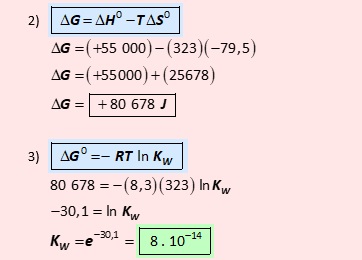 2) ΔG = ΔH⁰ – TΔS⁰
ΔG = (+55 000) – (323)(–79,5)
ΔG = (+55000) + (25678)
ΔG = +80 678 J
3) ΔG⁰ =– RT ln K_W
80 678 = –(8,3)(323) ln K_W
–30,1 = ln K_W
K_W = e^–30,1 = 8 . 10^–14